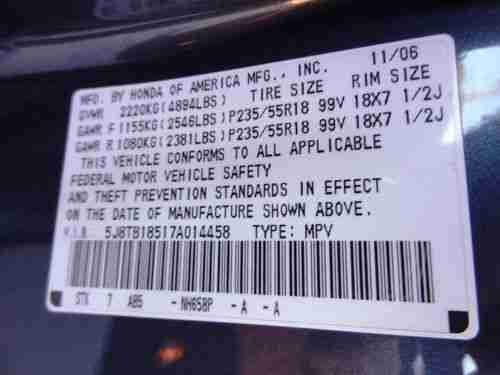 11/06
MFD. BY HONDA OF AMERICA MFG., INC.
GVWR 2220KG(4894LBS) TIRE SIZE RIM SIZE
GAWR F 1155KG(2546LBS)P235/55R18 99V 18X7 1/2J
GAWR R 1080KG(2381LBS)P235/55R18 99V 18X7 1/2J
THIS VEHICLE CONFORMS TO ALL APPLICABLE
FEDERAL MOTOR VEHICLE SAFETY
AND THEFT PREVENTION STANDARDS IN EFFECT
ON THE DATE OF MANUFACTURE SHOWN ABOVE.
V.I.N. 5J8TB18517A014458 TYPE: MPV
STK 7 AB5 -NH658P -A -A